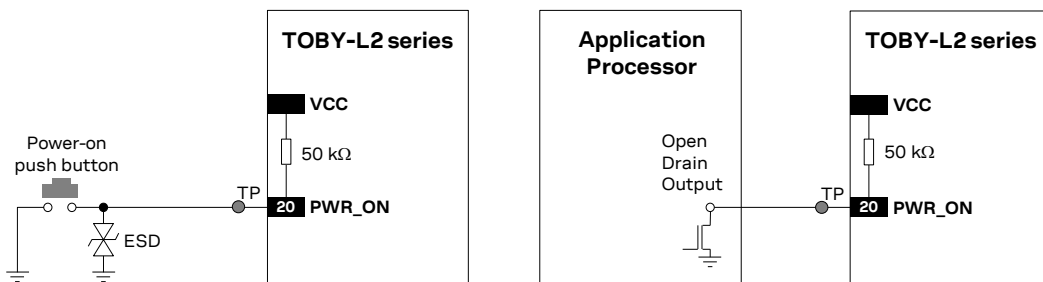 TOBY-L2 series
VCC
50 kΩ
Power-on
push button
TP
20 PWR_ON
ESD
Application
Processor
Open
Drain
Output
TOBY-L2 series
VCC
50 kΩ
TP
20 PWR_ON